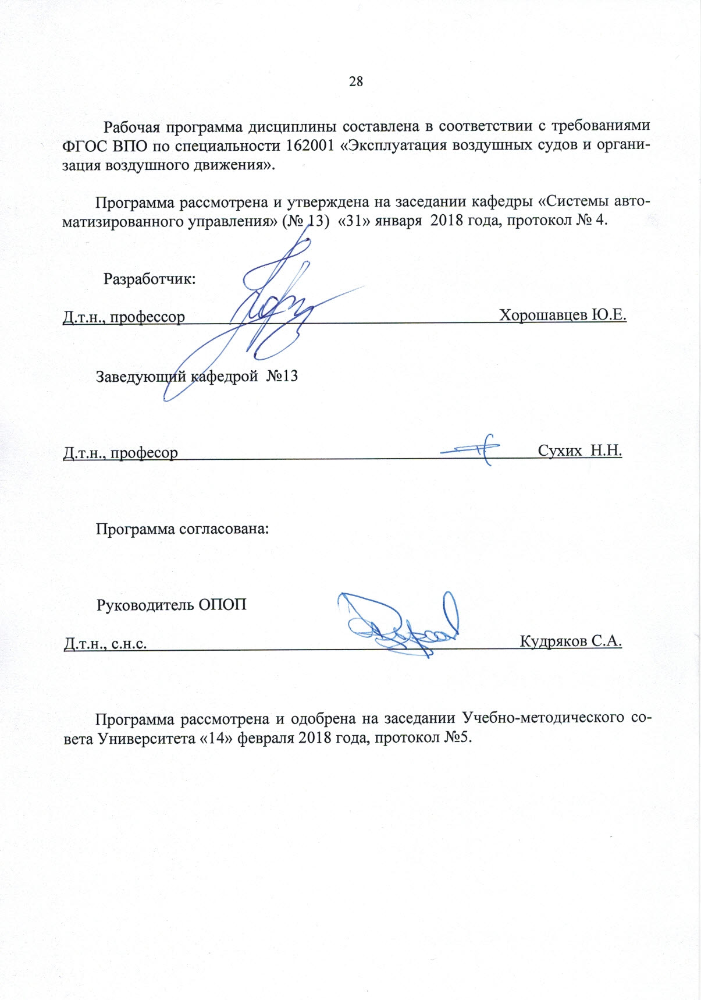 28
Рабочая программа дисциплины составлена в соответствии с требованиями
ФГОС ВПО по специальности 162001 «Эксплуатация воздушных судов и органи-
зация воздушного движения».
Программа рассмотрена и утверждена на заседании кафедры «Системы авто-
матизированного управления» (№ 13) «31» января 2018 года, протокол № 4.
Разработчик:
Д.т.н., профессор Хорошавцев Ю.Е.
Заведующий кафедрой №13
Д.т.н., професор Сухих Н.Н.
Программа согласована:
Руководитель ОПОП
Д.т.н., с.н.с. Кудряков С.А.
Программа рассмотрена и одобрена на заседании Учебно-методического со-
вета Университета «14» февраля 2018 года, протокол №5.